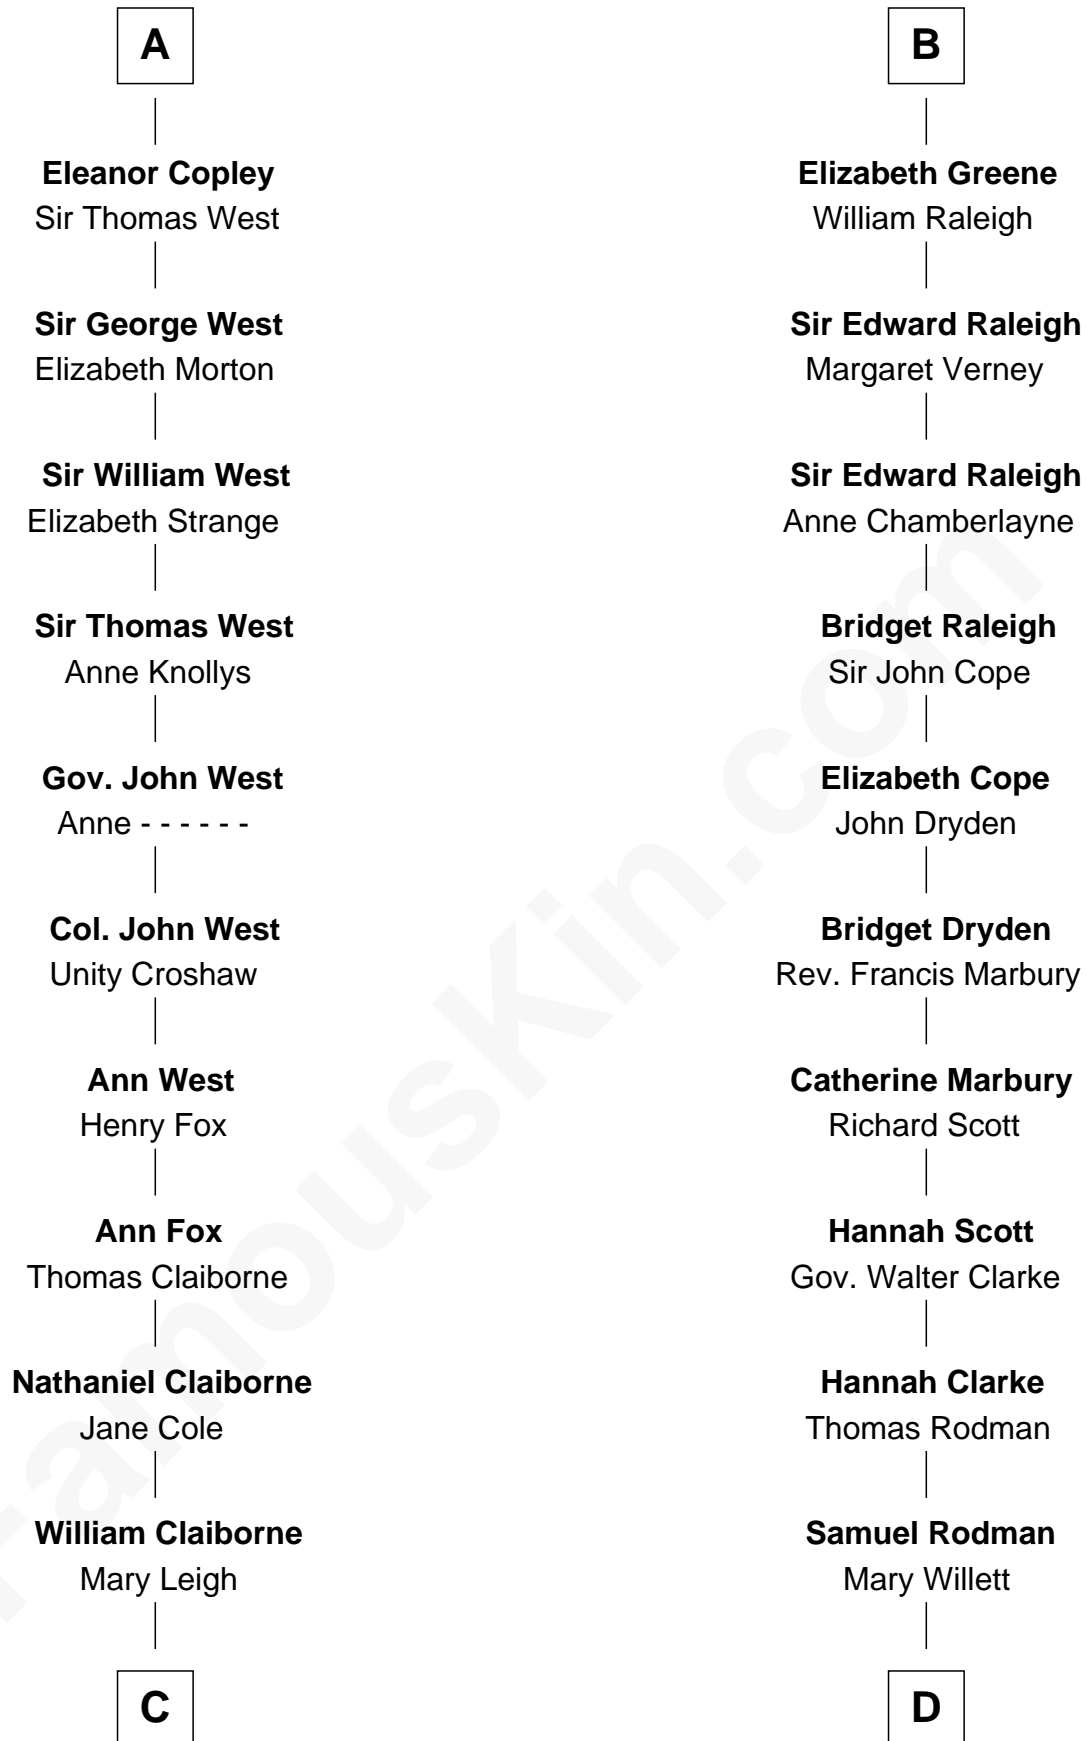 A
Eleanor Copley
Sir Thomas West
Sir George West
Elizabeth Morton
Sir William West
Elizabeth Strange
Sir Thomas West
Anne Knollys
Gov. John West
Anne - - - - - -
Col. John West
Unity Croshaw
Ann West
Henry Fox
Ann Fox
Thomas Claiborne
Nathaniel Claiborne
Jane Cole
William Claiborne
Mary Leigh
C
B
Elizabeth Greene
William Raleigh
Sir Edward Raleigh
Margaret Verney
Sir Edward Raleigh
Anne Chamberlayne
Bridget Raleigh
Sir John Cope
Elizabeth Cope
John Dryden
Bridget Dryden
Rev. Francis Marbury
Catherine Marbury
Richard Scott
Hannah Scott
Gov. Walter Clarke
Hannah Clarke
Thomas Rodman
Samuel Rodman
Mary Willett
D
FamousKin.com